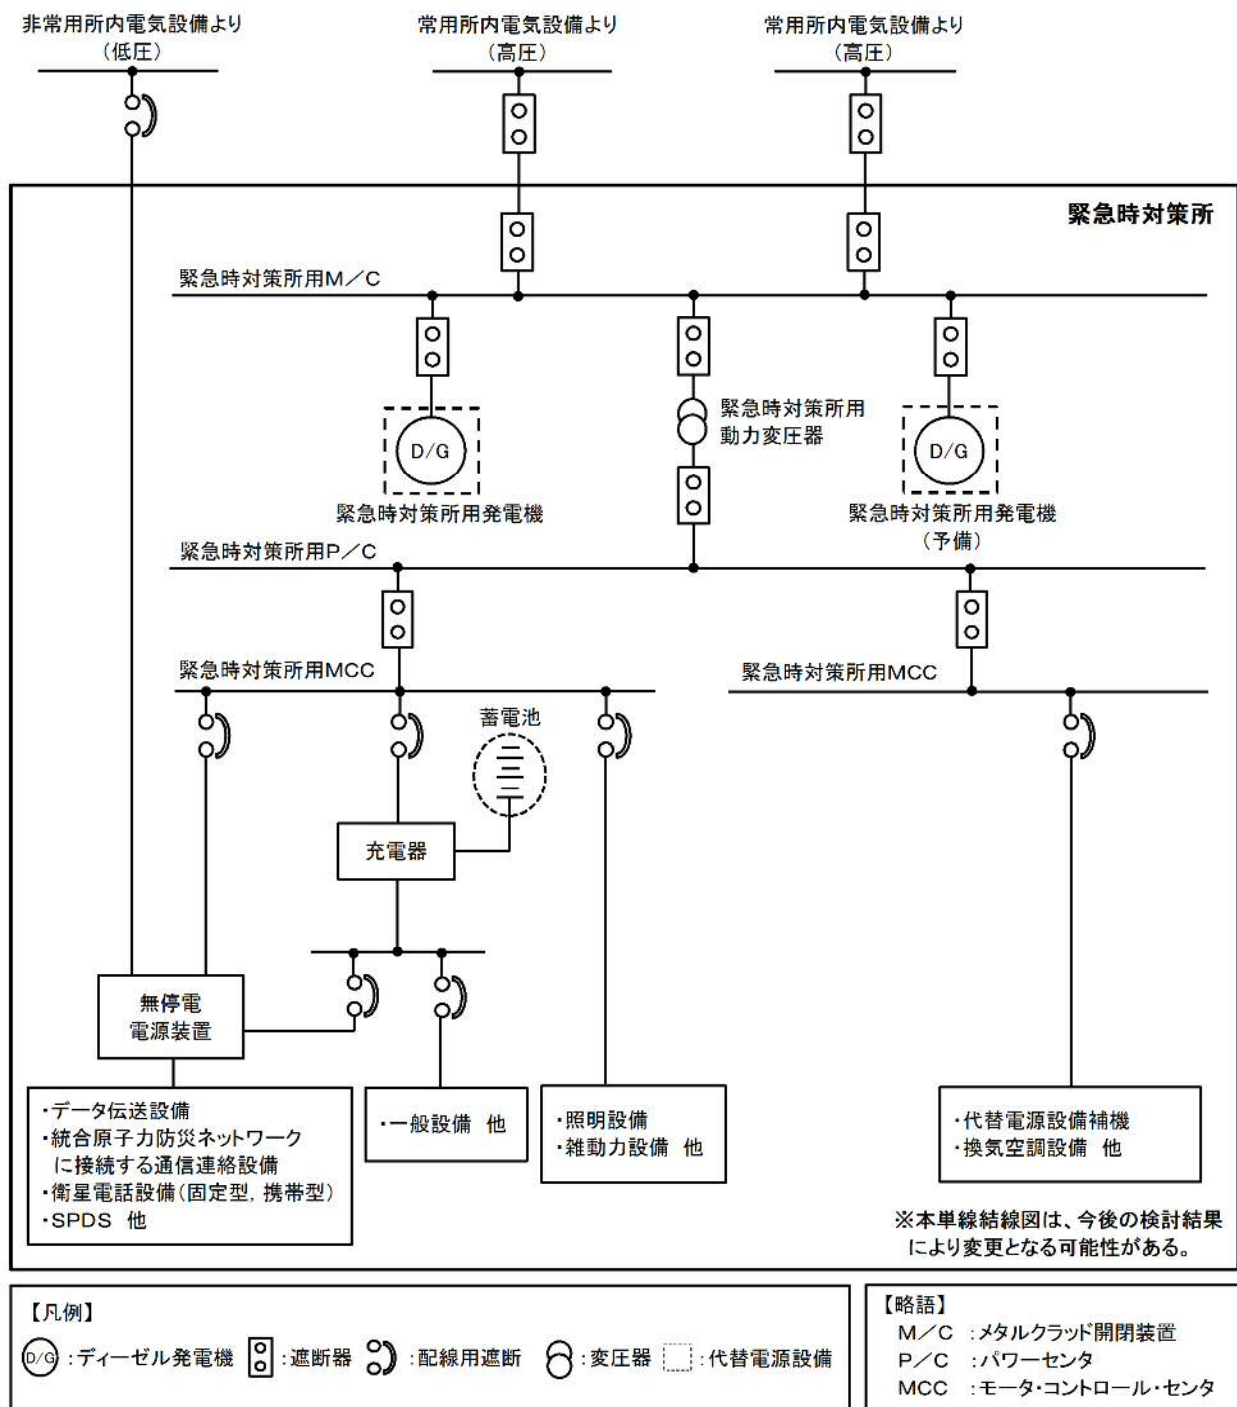 非常用所内電気設備より
（低圧）
常用所内電気設備より
（高圧）
常用所内電気設備より
（高圧）
緊急時対策所
緊急時対策所用M／C
緊急時対策所用
動力変圧器
D/G
D/G
緊急時対策所用発電機
緊急時対策所用発電機
（予備）
緊急時対策所用P／C
緊急時対策所用MCC
緊急時対策所用MCC
蓄電池
充電器
無停電
電源装置
・データ伝送設備
・統合原子力防災ネットワーク
に接続する通信連絡設備
・衛星電話設備（固定型，携帯型）
・SPDS 他
・一般設備 他
・照明設備
・雑動力設備 他
・代替電源設備補機
・換気空調設備 他
※本単線結線図は、今後の検討結果
により変更となる可能性がある。
【凡例】
D/G ：ディーゼル発電機 ：遮断器 ：配線用遮断 ：変圧器 ：代替電源設備
【略語】
M／C ：メタルクラッド開閉装置
P／C ：パワーセンタ
MCC ：モータ・コントロール・センタ